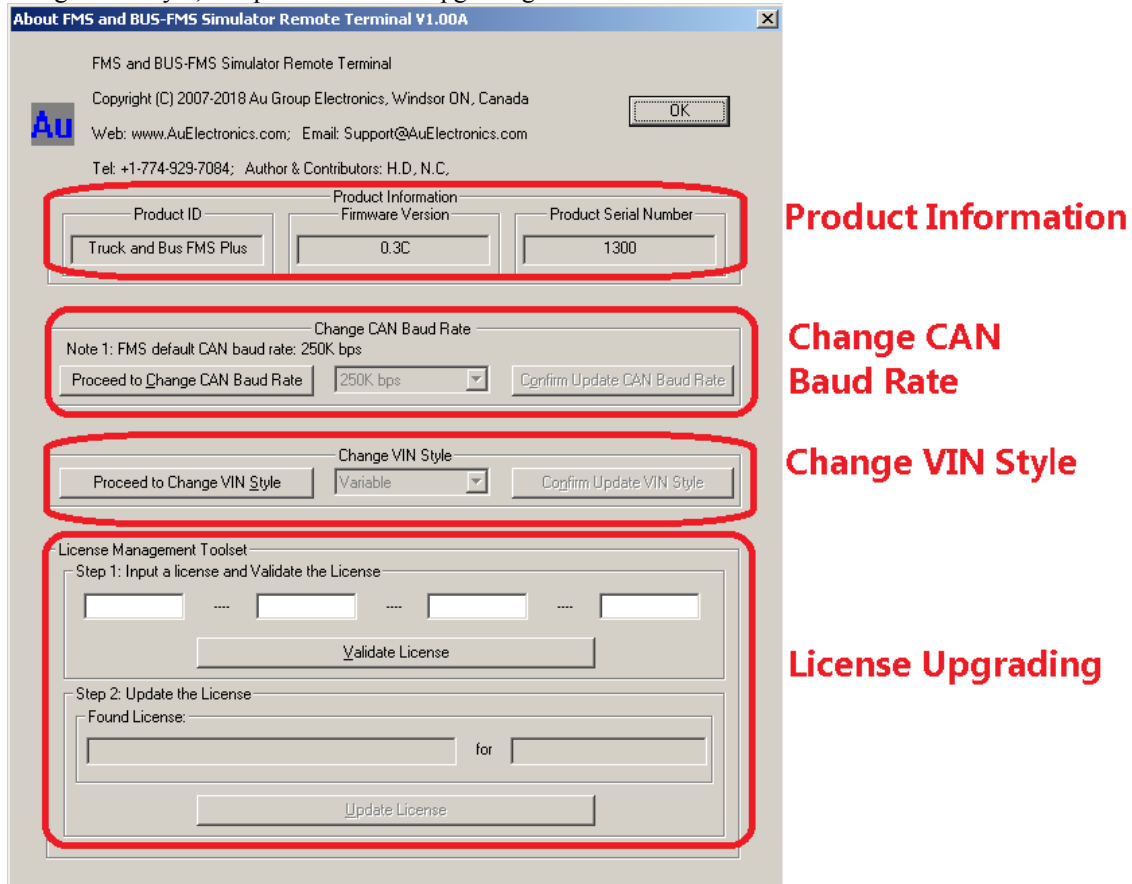 About FMS and BUS-FMS Simulator Remote Terminal V1.00A
FMS and BUS-FMS Simulator Remote Terminal
Copyright (C) 2007-2018 Au Group Electronics, Windsor ON, Canada
OK
Au
Web: www.AuElectronics.com; Email: Support@AuElectronics.com
Tel: +1-774-929-7084; Author & Contributors: H.D, N.C,
Product Information
Product ID
Firmware Version
Product Serial Number
Truck and Bus FMS Plus
0.3C
1300
Product Information
Change CAN Baud Rate
Note 1: FMS default CAN baud rate: 250K bps
Proceed to Change CAN Baud Rate
250K bps
Confirm Update CAN Baud Rate
Change CAN
Baud Rate
Change VIN Style
Proceed to Change VIN Style
Variable
Confirm Update VIN Style
Change VIN Style
License Management Toolset
Step 1: Input a license and Validate the License
---- ---- ----
Validate License
Step 2: Update the License
Found License:
for
Update License
License Upgrading